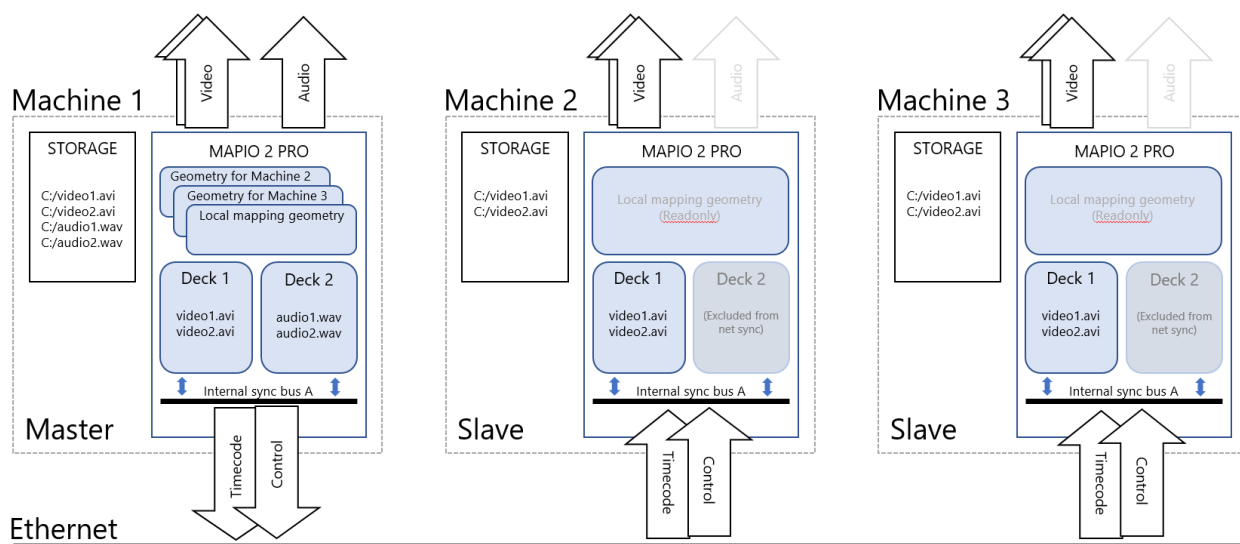 Video
Audio
Machine 1
STORAGE
C:/video1.avi
C:/video2.avi
C:/audio1.wav
C:/audio2.wav
MAPIO 2 PRO
Geometry for Machine 2
Geometry for Machine 3
Local mapping geometry
Deck 1
video1.avi
video2.avi
Deck 2
audio1.wav
audio2.wav
Internal sync bus A
Master
Timecode
Control
Video
Audio
Machine 2
STORAGE
C:/video1.avi
C:/video2.avi
MAPIO 2 PRO
Local mapping geometry
(Readonly)
Deck 1
video1.avi
video2.avi
Deck 2
(Excluded from
net sync)
Internal sync bus A
Slave
Timecode
Control
Video
Audio
Machine 3
STORAGE
C:/video1.avi
C:/video2.avi
MAPIO 2 PRO
Local mapping geometry
(Readonly)
Deck 1
video1.avi
video2.avi
Deck 2
(Excluded from
net sync)
Internal sync bus A
Slave
Timecode
Control
Ethernet